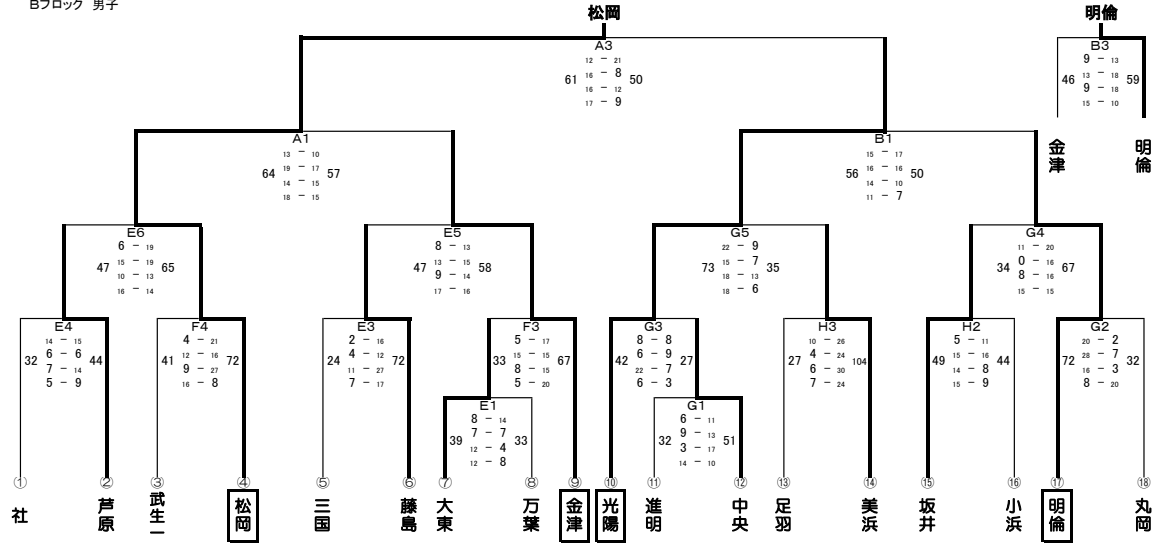 Bブロック 男子
松岡
明倫
A3
12 - 21
16 - 8
16 - 12
17 - 9
61 50
B3
9 - 13
13 - 18
9 - 18
15 - 10
46 59
金津
明倫
A1
13 - 10
19 - 17
14 - 15
18 - 15
64 57
B1
15 - 17
16 - 16
14 - 10
11 - 7
56 50
E6
6 - 19
15 - 19
10 - 13
16 - 14
47 65
E5
8 - 13
13 - 15
9 - 14
17 - 16
47 58
G5
22 - 9
15 - 7
18 - 13
18 - 6
73 35
G4
11 - 20
0 - 16
8 - 16
15 - 15
34 67
E4
14 - 15
6 - 6
7 - 14
5 - 9
32 44
F4
4 - 21
12 - 16
9 - 27
16 - 8
41 72
E3
2 - 16
4 - 12
11 - 27
7 - 17
24 72
F3
5 - 17
15 - 15
8 - 15
5 - 20
33 67
G3
8 - 8
6 - 9
22 - 7
6 - 3
42 27
H3
10 - 26
4 - 24
6 - 30
7 - 24
27 104
H2
5 - 11
15 - 16
14 - 8
15 - 9
49 44
G2
20 - 2
28 - 7
16 - 3
8 - 20
72 32
E1
8 - 14
7 - 7
12 - 4
12 - 8
39 33
G1
6 - 11
9 - 13
3 - 17
14 - 10
32 51
① 社
② 芦原
③ 武生一
④ 松岡
⑤ 三国
⑥ 藤島
⑦ 大東
⑧ 万葉
⑨ 金津
⑩ 光陽
⑪ 進明
⑫ 中央
⑬ 足羽
⑭ 美浜
⑮ 坂井
⑯ 小浜
⑰ 明倫
⑱ 丸岡